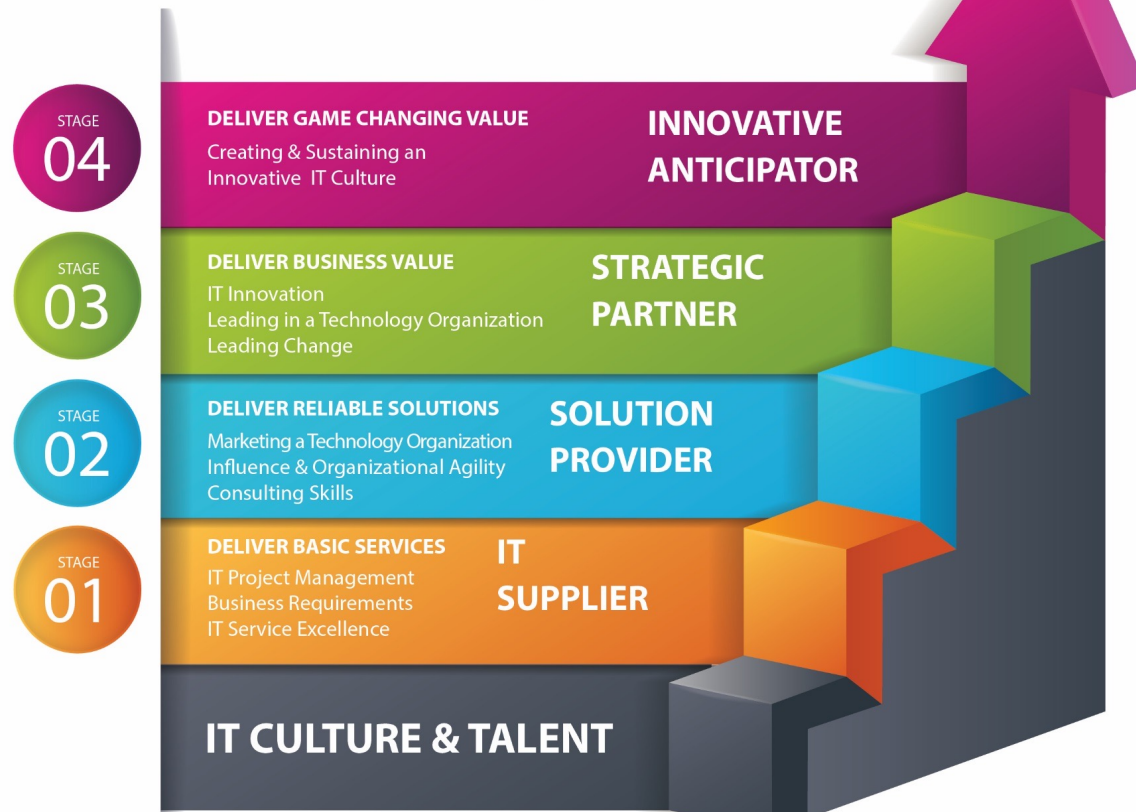 STAGE
04
DELIVER GAME CHANGING VALUE
Creating & Sustaining an
Innovative IT Culture
INNOVATIVE
ANTICIPATOR
STAGE
03
DELIVER BUSINESS VALUE
IT Innovation
Leading in a Technology Organization
Leading Change
STRATEGIC
PARTNER
STAGE
02
DELIVER RELIABLE SOLUTIONS
Marketing a Technology Organization
Influence & Organizational Agility
Consulting Skills
SOLUTION
PROVIDER
STAGE
01
DELIVER BASIC SERVICES
IT Project Management
Business Requirements
IT Service Excellence
IT
SUPPLIER
IT CULTURE & TALENT